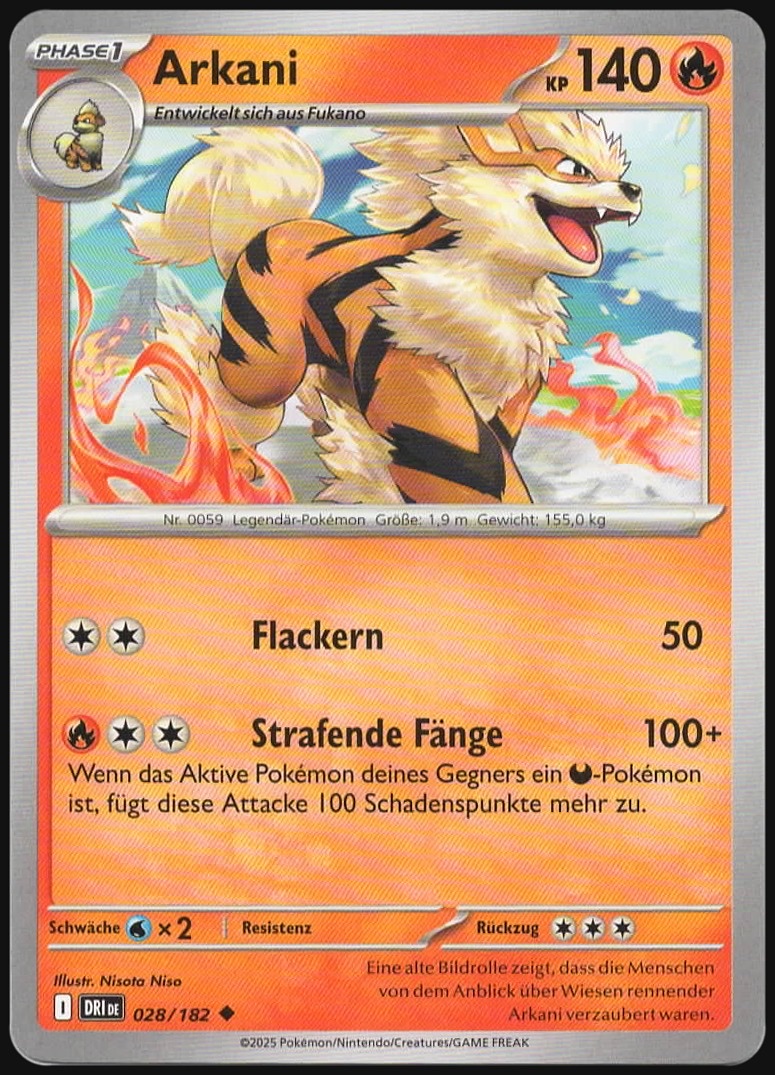 PHASE 1
Arkani
KP 140
Entwickelt sich aus Fukano
Nr. 0059 Legendär-Pokémon Größe: 1,9 m Gewicht: 155,0 kg
Flackern 50
Strafende Fänge 100+
Wenn das Aktive Pokémon deines Gegners ein -Pokémon
ist, fügt diese Attacke 100 Schadenspunkte mehr zu.
Schwäche ×2 Resistenz Rückzug
Illustr. Nisota Niso
I DRI DE 028/182
Eine alte Bildrolle zeigt, dass die Menschen
von dem Anblick über Wiesen rennender
Arkani verzaubert waren.
©2025 Pokémon/Nintendo/Creatures/GAME FREAK